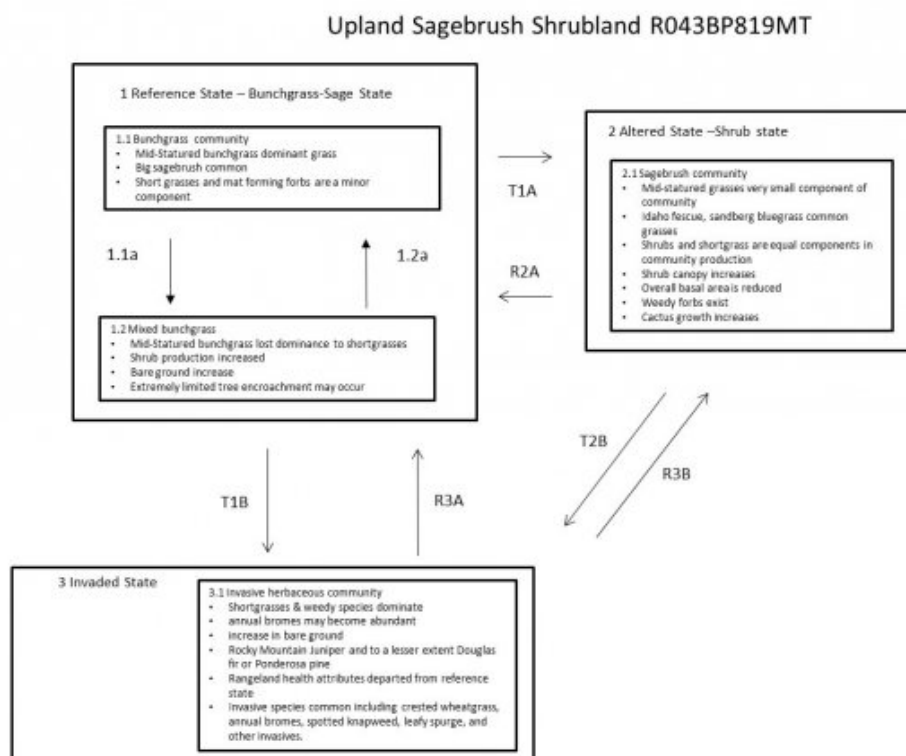 Upland Sagebrush Shrubland R043BP819MT
1 Reference State – Bunchgrass-Sage State
1.1 Bunchgrass community
• Mid-Statured bunchgrass dominant grass
• Big sagebrush common
• Short grasses and mat forming forbs are a minor
component
1.1a
1.2a
1.2 Mixed bunchgrass
• Mid-Statured bunchgrass lost dominance to shortgrasses
• Shrub production increased
• Bare ground increase
• Extremely limited tree encroachment may occur
T1A
R2A
2 Altered State –Shrub state
2.1 Sagebrush community
• Mid-statured grasses very small component of
community
• Idaho fescue, sandberg bluegrass common
grasses
• Shrubs and shortgrass are equal components in
community production
• Shrub canopy increases
• Overall basal area is reduced
• Weedy forbs exist
• Cactus growth increases
T1B
R3A
T2B
R3B
3 Invaded State
3.1 Invasive herbaceous community
• Shortgrasses & weedy species dominate
• annual bromes may become abundant
• increase in bare ground
• Rocky Mountain Juniper and to a lesser extent Douglas
fir or Ponderosa pine
• Rangeland health attributes departed from reference
state
• Invasive species common including crested wheatgrass,
annual bromes, spotted knapweed, leafy spurge, and
other invasives.